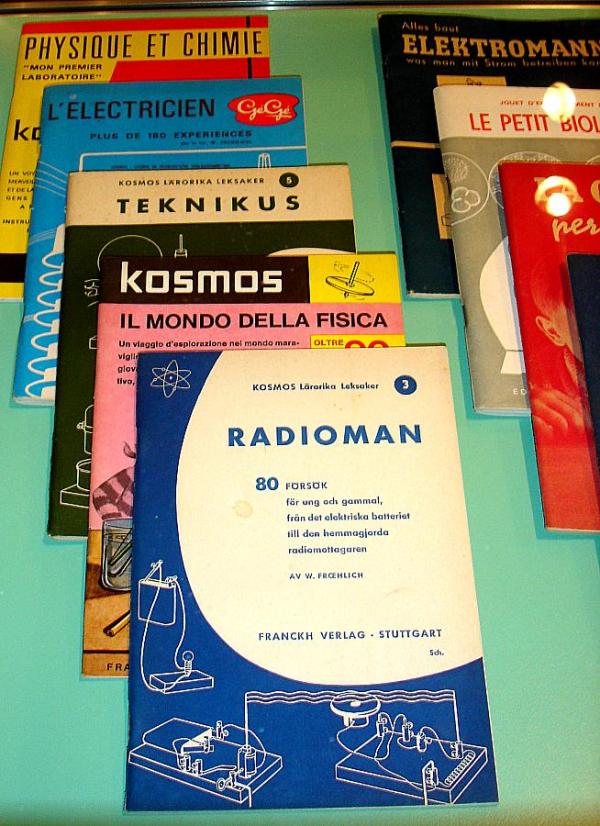 PHYSIQUE ET CHIMIE
"MON PREMIER
LABORATOIRE"
L'ELECTRICIEN
GéGé
PLUS DE 180 EXPERIENCES
KOSMOS LÄRORIKA LEKSAKER 5
TEKNIKUS
kosmos
IL MONDO DELLA FISICA
Un viaggio d'esplorazione nel mondo mera-
OLTRE
KOSMOS Lärorika Leksaker 3
RADIOMAN
80 FÖRSÖK
för ung och gammal,
från det elektriska batteriet
till den hemmagjorda
radiomottagaren
AV W. FRŒHLICH
FRANCKH VERLAG · STUTTGART
Sch.
Alles baut
ELEKTROMANN
was man mit Strom betreiben
LE PETIT